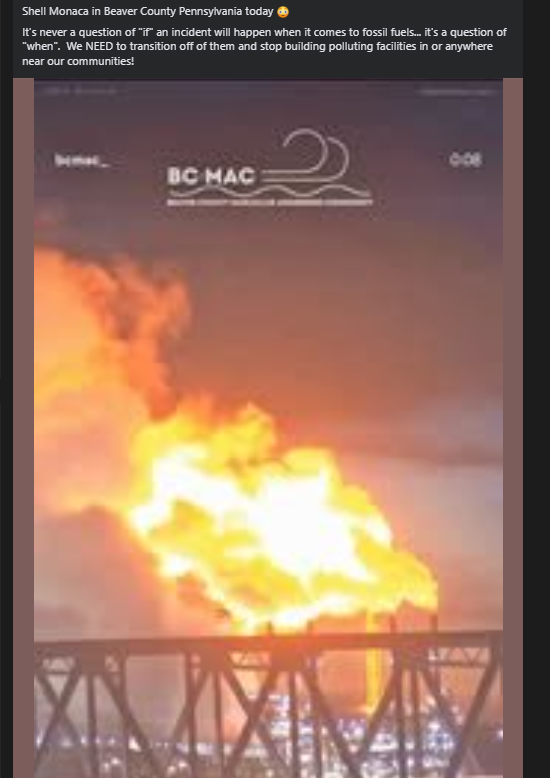 Shell Monaca in Beaver County Pennsylvania today 😳
It's never a question of "if" an incident will happen when it comes to fossil fuels... it's a question of
"when".  We NEED to transition off of them and stop building polluting facilities in or anywhere
near our communities!
bcmac_
0:08
BC MAC